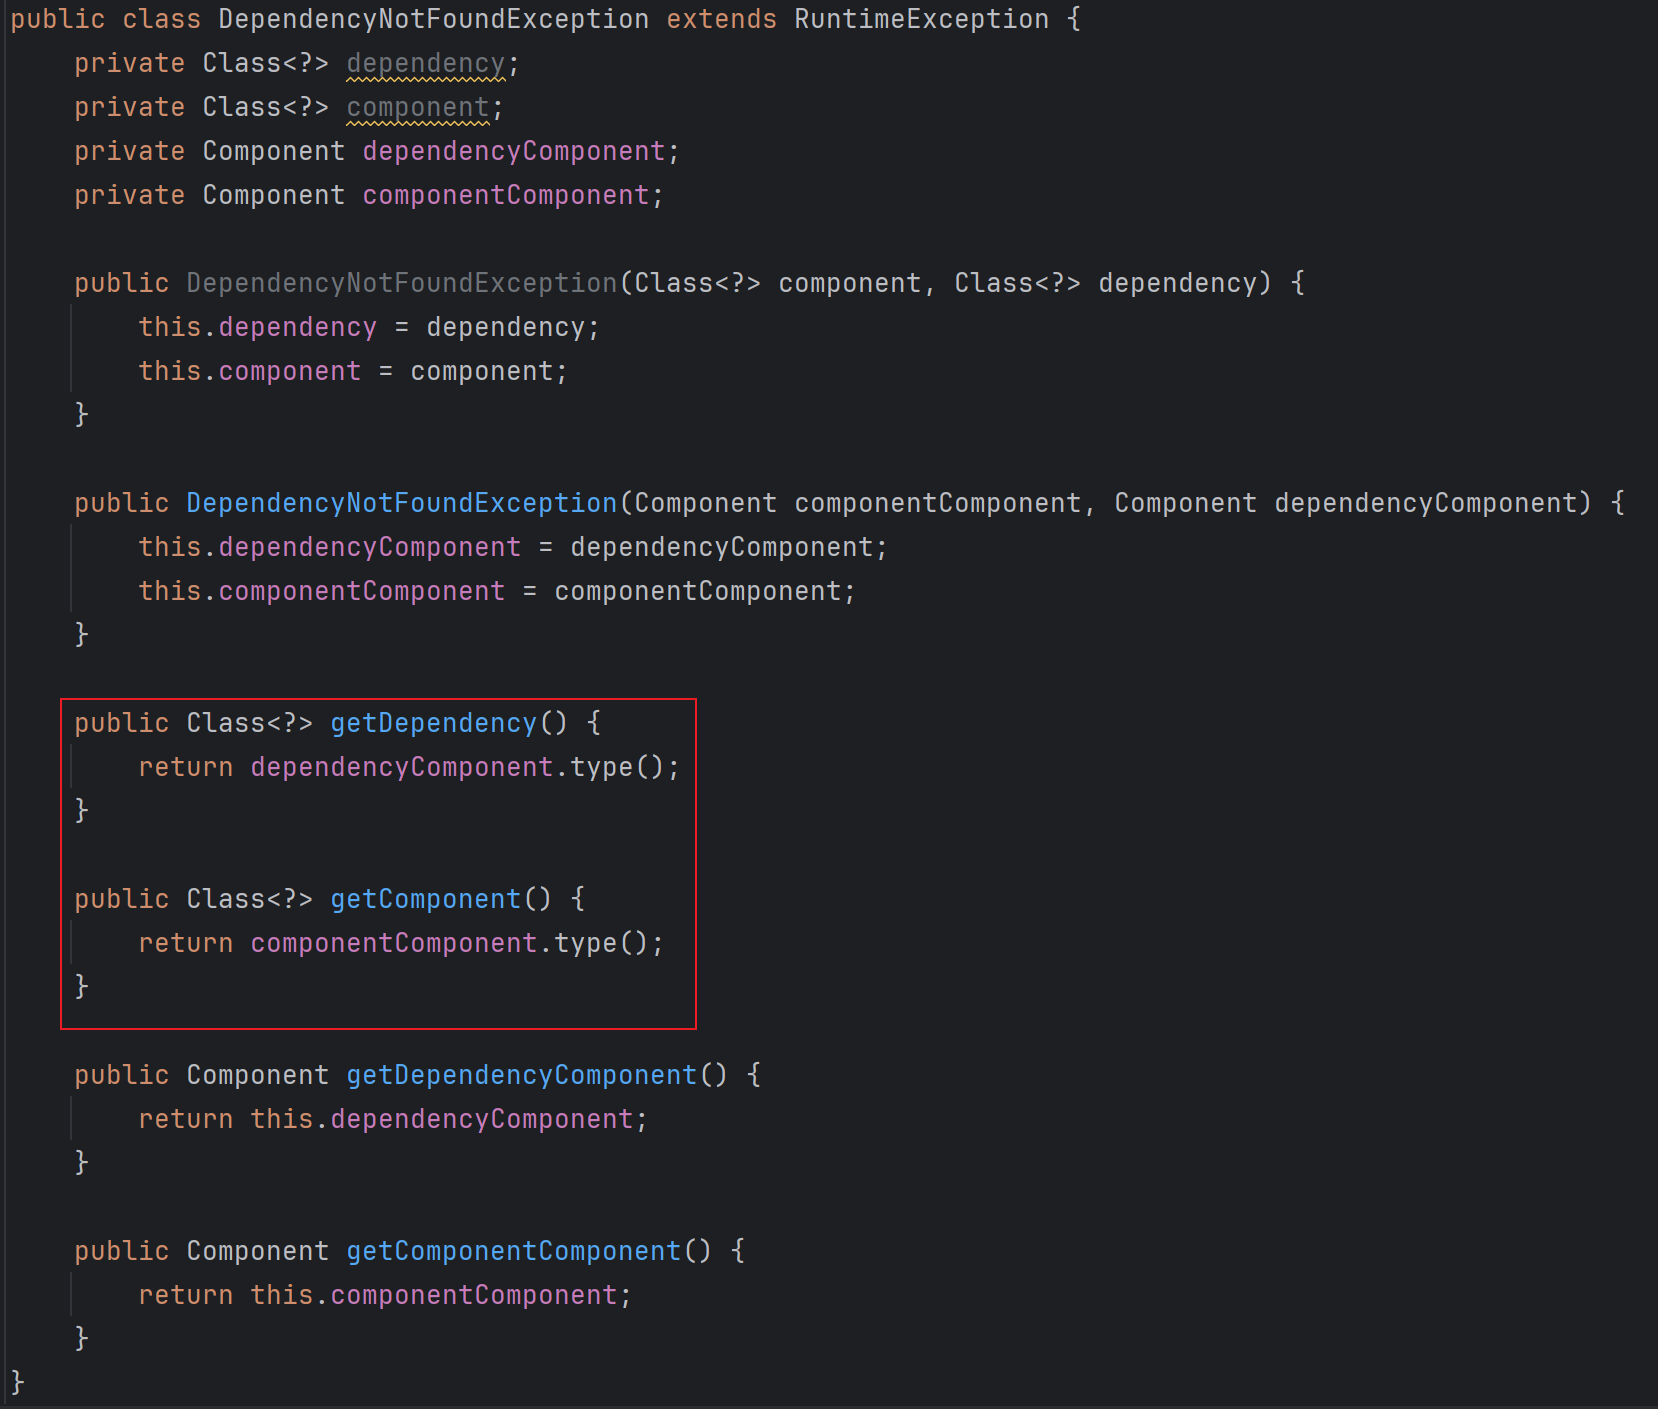 public class DependencyNotFoundException extends RuntimeException {
    private Class<?> dependency;
    private Class<?> component;
    private Component dependencyComponent;
    private Component componentComponent;

    public DependencyNotFoundException(Class<?> component, Class<?> dependency) {
        this.dependency = dependency;
        this.component = component;
    }

    public DependencyNotFoundException(Component componentComponent, Component dependencyComponent) {
        this.dependencyComponent = dependencyComponent;
        this.componentComponent = componentComponent;
    }

    public Class<?> getDependency() {
        return dependencyComponent.type();
    }

    public Class<?> getComponent() {
        return componentComponent.type();
    }

    public Component getDependencyComponent() {
        return this.dependencyComponent;
    }

    public Component getComponentComponent() {
        return this.componentComponent;
    }
}